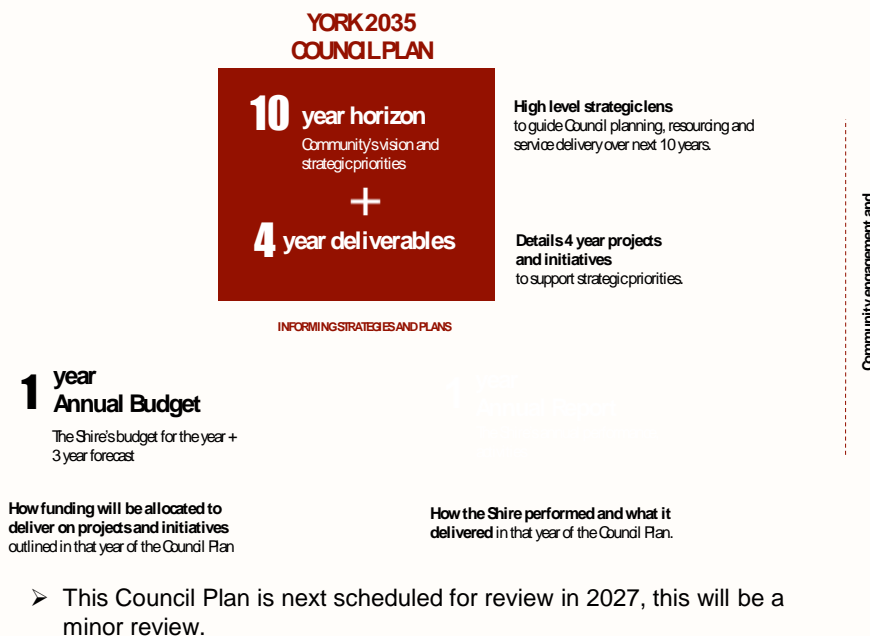 YORK 2035
COUNCIL PLAN
10 year horizon
Community's vision and
strategic priorities
+
4 year deliverables
High level strategic lens
to guide Council planning, resourcing and
service delivery over next 10 years.
Details 4 year projects
and initiatives
to support strategic priorities.
INFORMING STRATEGIES AND PLANS
Community engagement and
1 year
Annual Budget
The Shire's budget for the year +
3 year forecast
How funding will be allocated to
deliver on projects and initiatives
outlined in that year of the Council Plan
How the Shire performed and what it
delivered in that year of the Council Plan.
➢ This Council Plan is next scheduled for review in 2027, this will be a
minor review.